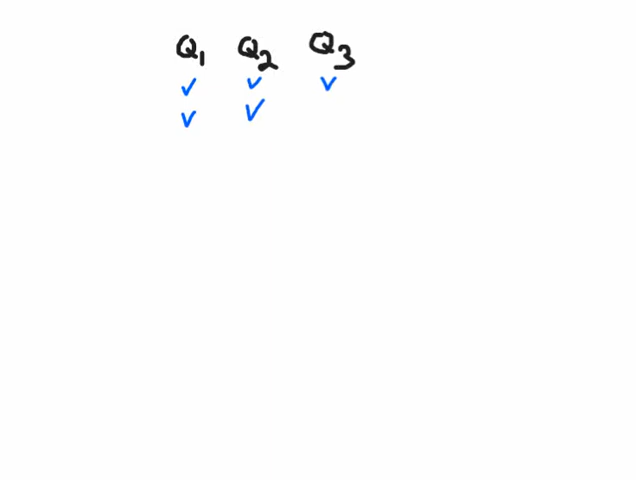 Q₁ Q₂ Q₃
✓ ✓ ✓
✓ ✓